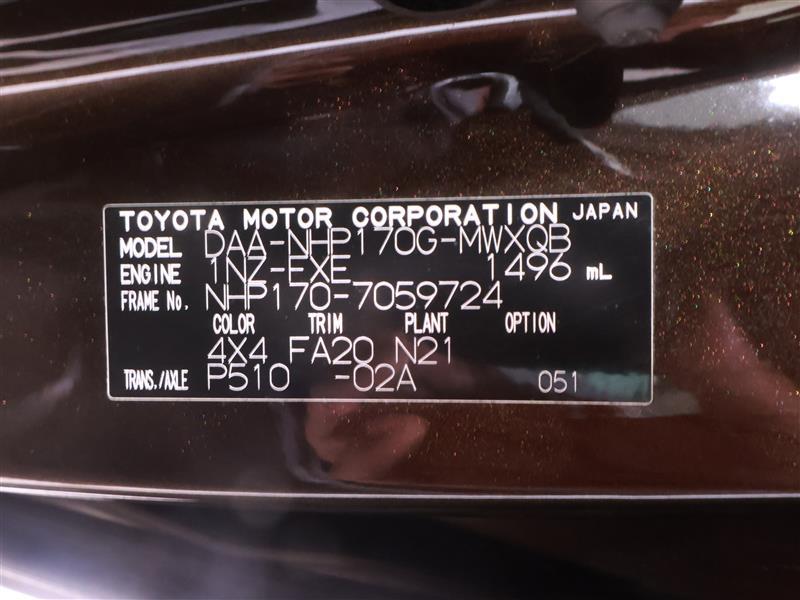 TOYOTA MOTOR CORPORATION JAPAN
MODEL DAA-NHP170G-MWXQB
ENGINE 1NZ-EXE 1496 mL
FRAME No. NHP170-7059724
COLOR TRIM PLANT OPTION
4X4 FA20 N21
TRANS./AXLE P510 -02A 051